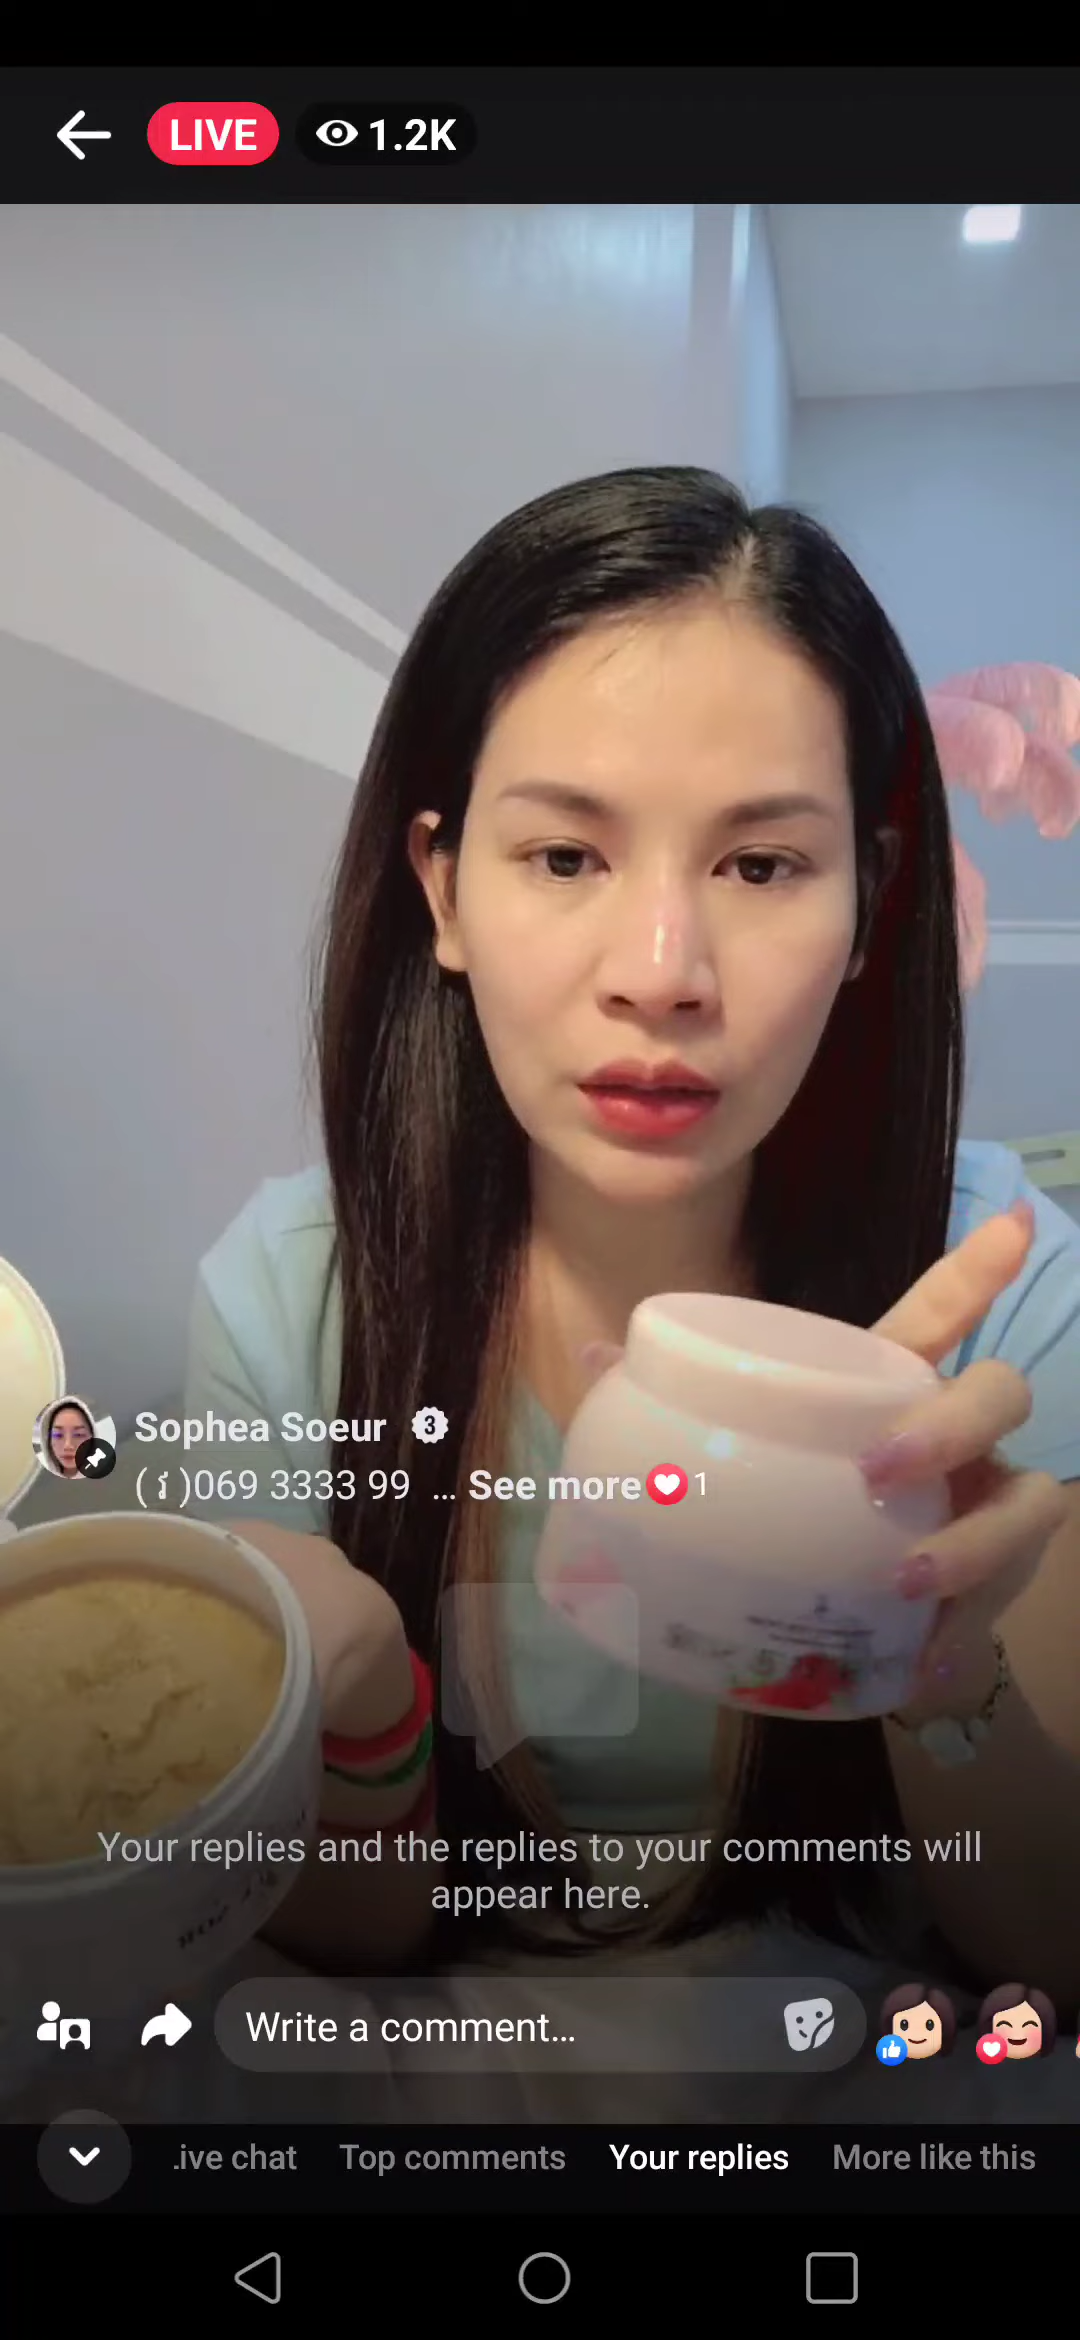 LIVE 1.2K
Sophea Soeur 3
(រ)069 3333 99 ... See more 1
Your replies and the replies to your comments will
appear here.
Write a comment...
.ive chat Top comments Your replies More like this